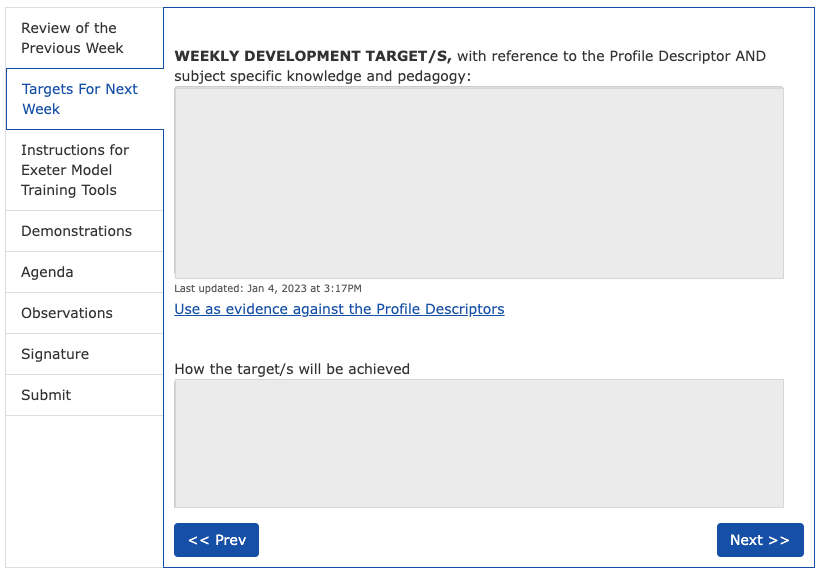 Review of the
Previous Week
Targets For Next
Week
Instructions for
Exeter Model
Training Tools
Demonstrations
Agenda
Observations
Signature
Submit
WEEKLY DEVELOPMENT TARGET/S, with reference to the Profile Descriptor AND
subject specific knowledge and pedagogy:
Last updated: Jan 4, 2023 at 3:17PM
Use as evidence against the Profile Descriptors
How the target/s will be achieved
<< Prev
Next >>